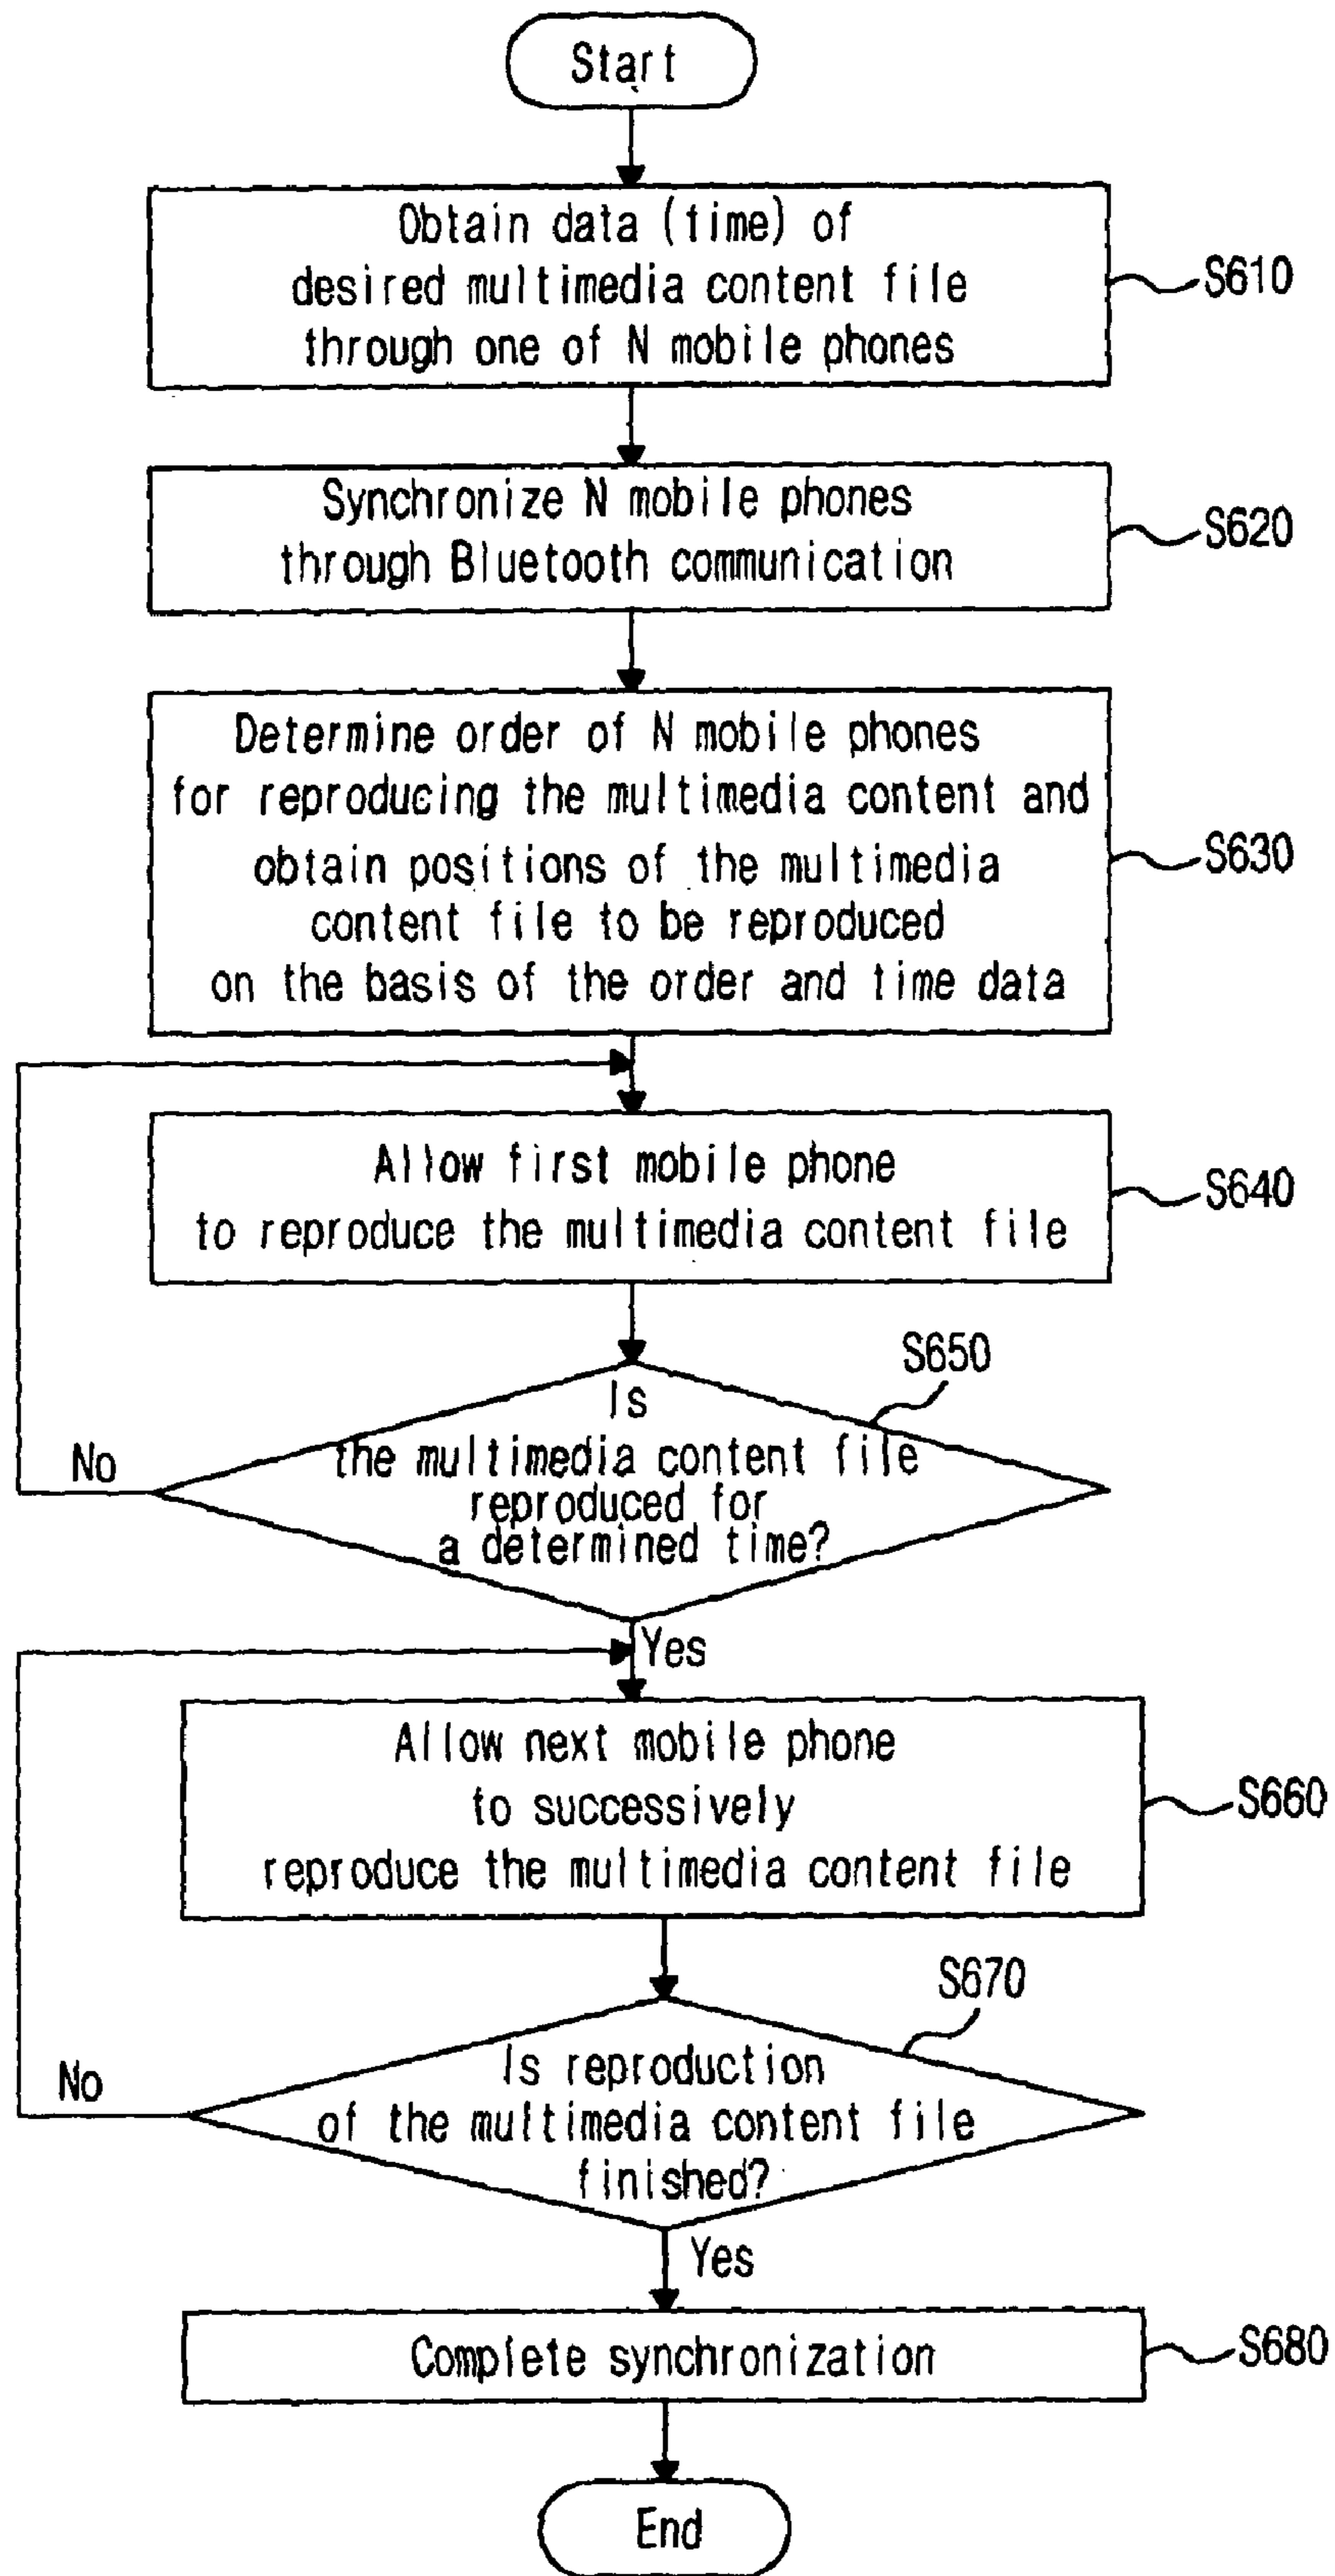 Start
Obtain data (time) of
desired multimedia content file
through one of N mobile phones
S610
Synchronize N mobile phones
through Bluetooth communication
S620
Determine order of N mobile phones
for reproducing the multimedia content and
obtain positions of the multimedia
content file to be reproduced
on the basis of the order and time data
S630
Allow first mobile phone
to reproduce the multimedia content file
S640
S650
Is
the multimedia content file
reproduced for
a determined time?
No
Yes
Allow next mobile phone
to successively
reproduce the multimedia content file
S660
S670
Is reproduction
of the multimedia content file
finished?
No
Yes
Complete synchronization
S680
End